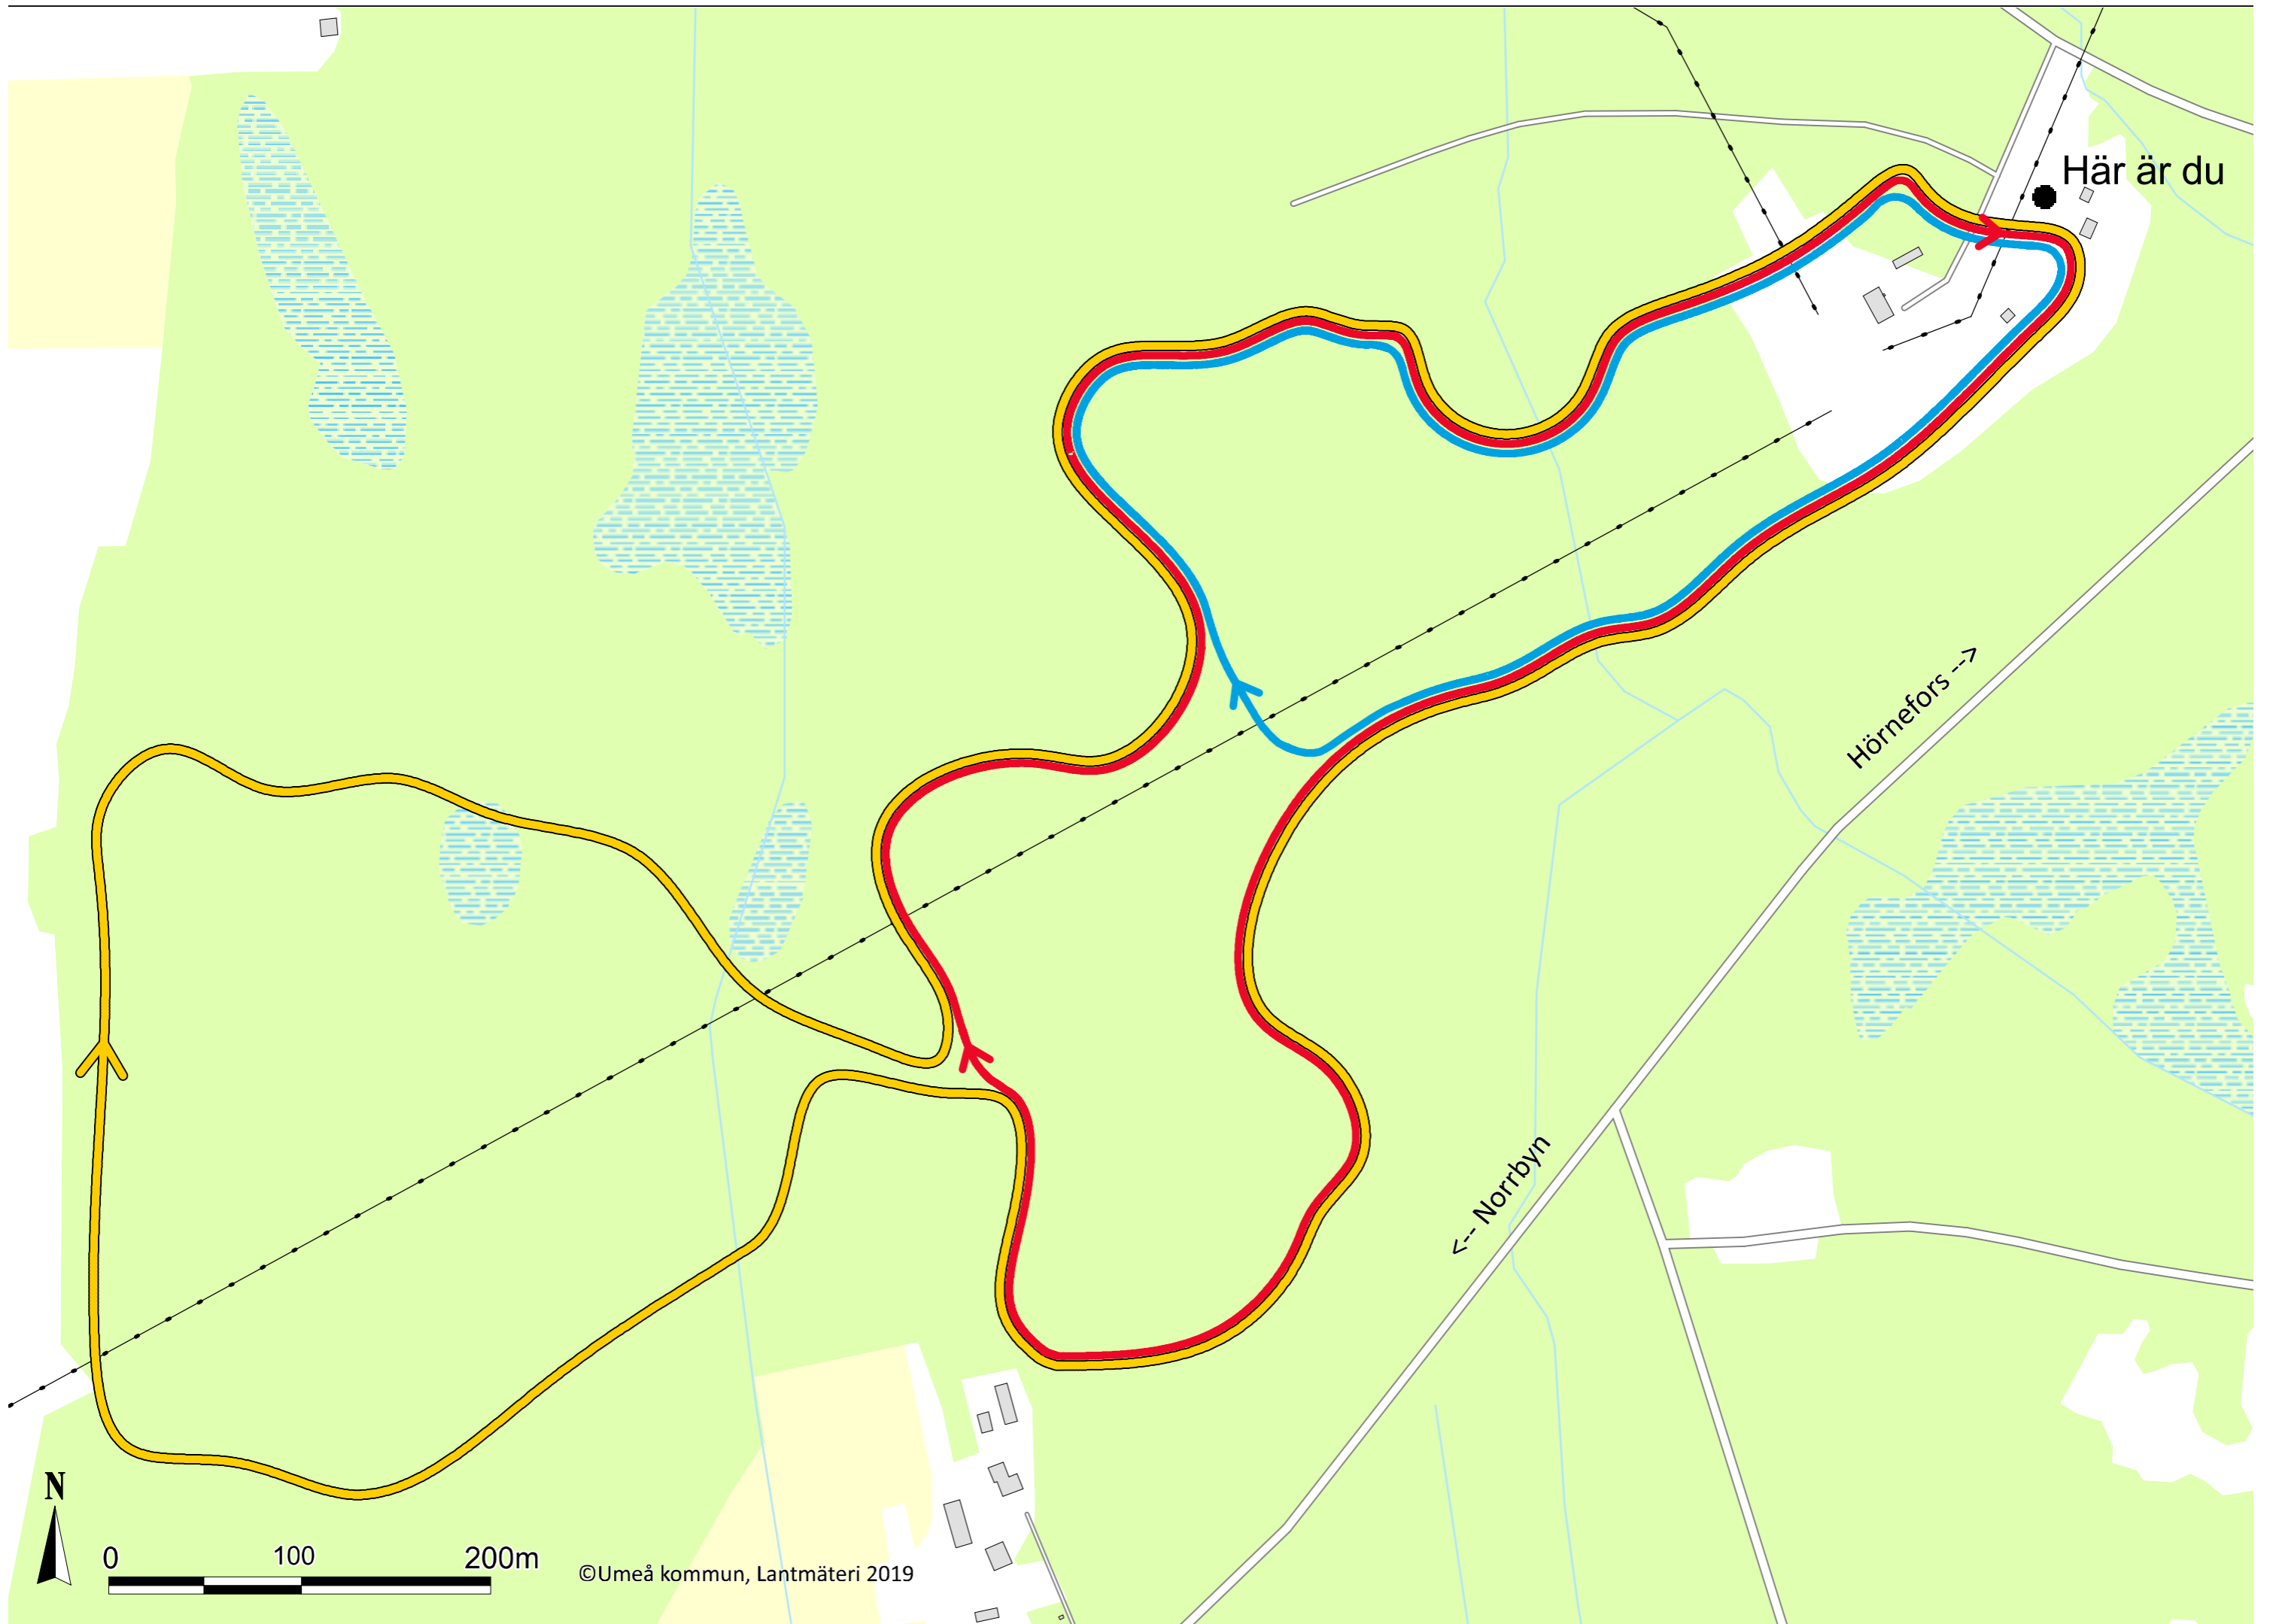 Här är du
Hörnefors -->
<-- Norrbyn
N
0 100 200m
©Umeå kommun, Lantmäteri 2019